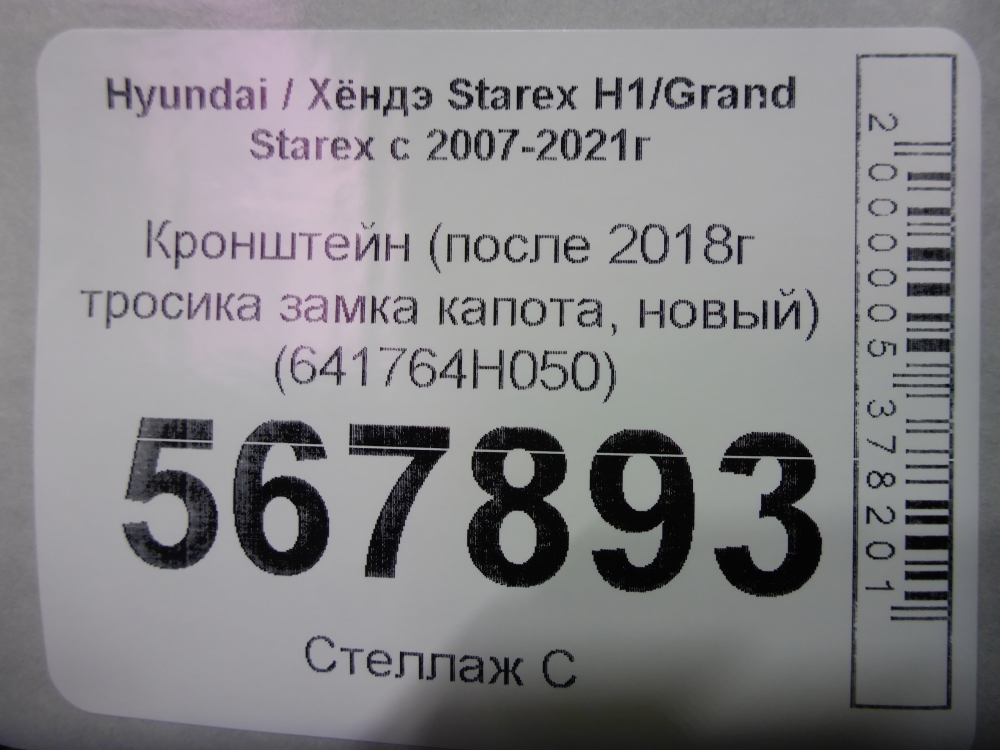 Hyundai / Хёндэ Starex H1/Grand
Starex с 2007-2021г
Кронштейн (после 2018г
тросика замка капота, новый)
(641764H050)
567893
Стеллаж С
2000005378201